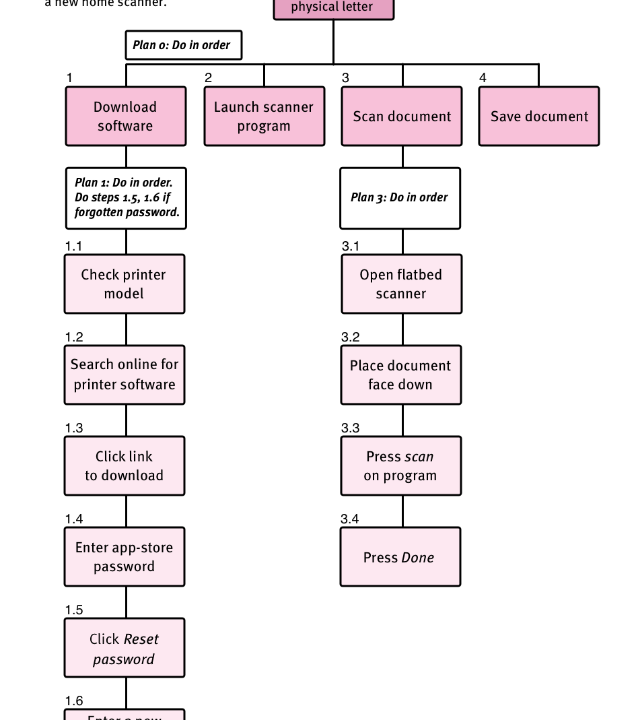 a new home scanner.
physical letter
Plan 0: Do in order
1
Download
software
2
Launch scanner
program
3
Scan document
4
Save document
Plan 1: Do in order.
Do steps 1.5, 1.6 if
forgotten password.
1.1
Check printer
model
1.2
Search online for
printer software
1.3
Click link
to download
1.4
Enter app-store
password
1.5
Click Reset
password
1.6
Enter a new
Plan 3: Do in order
3.1
Open flatbed
scanner
3.2
Place document
face down
3.3
Press scan
on program
3.4
Press Done